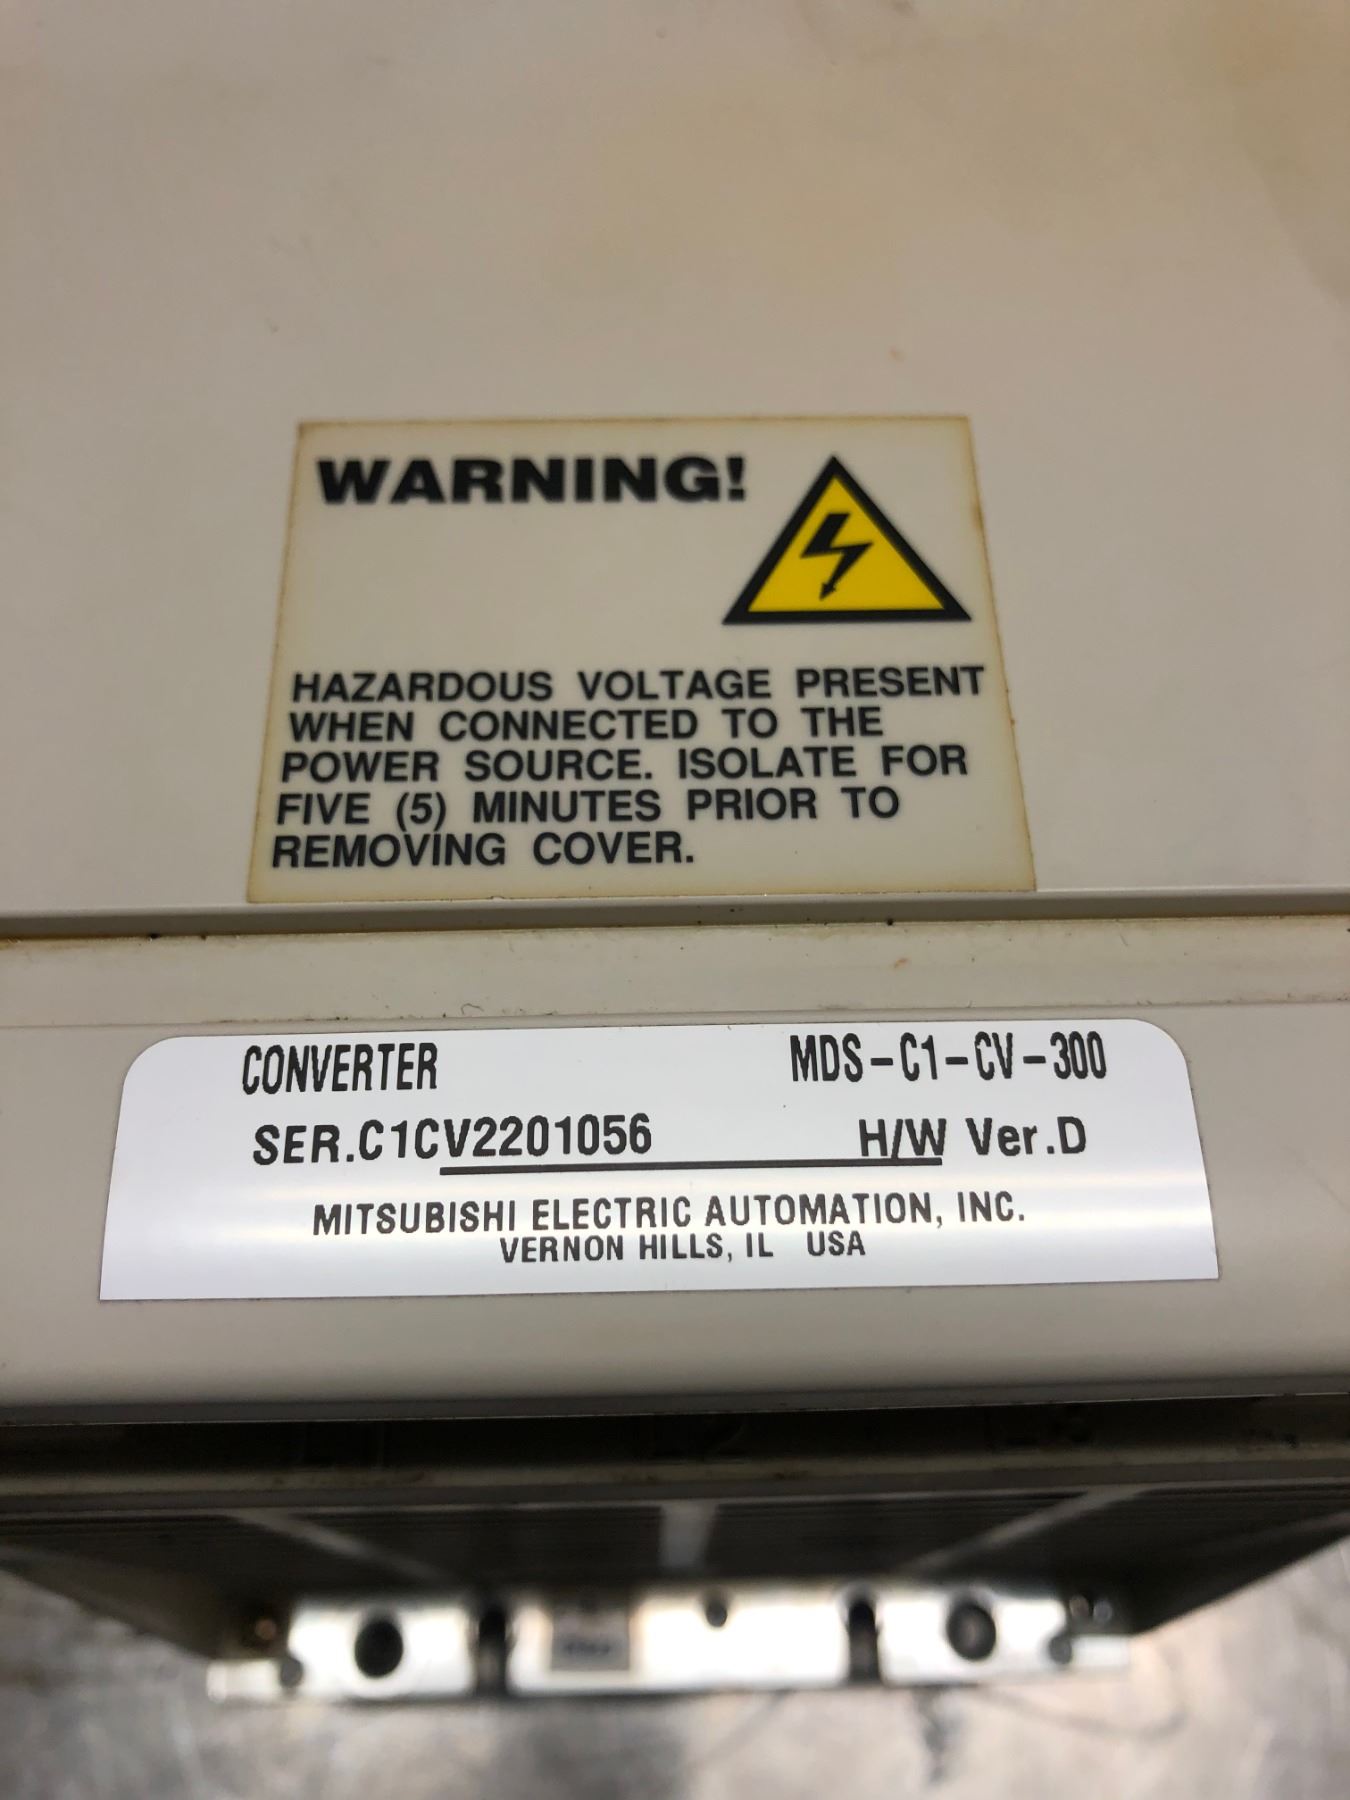 WARNING!
HAZARDOUS VOLTAGE PRESENT
WHEN CONNECTED TO THE
POWER SOURCE. ISOLATE FOR
FIVE (5) MINUTES PRIOR TO
REMOVING COVER.
CONVERTER MDS-C1-CV-300
SER.C1CV2201056 H/W Ver.D
MITSUBISHI ELECTRIC AUTOMATION, INC.
VERNON HILLS, IL USA